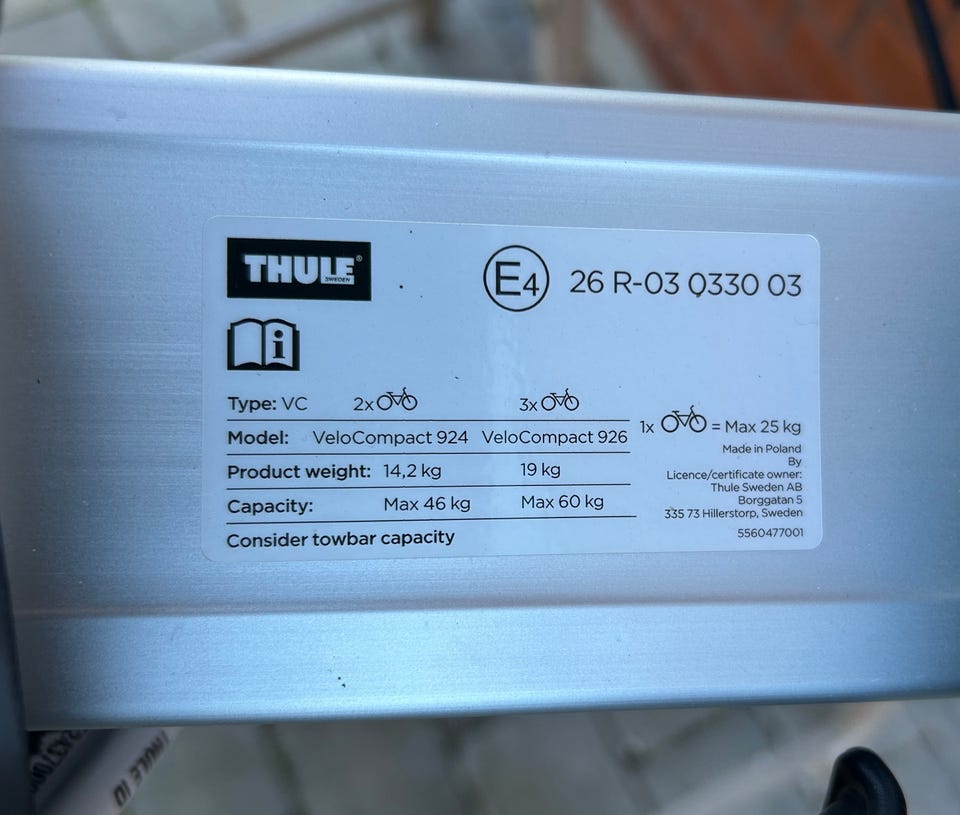 THULE®
SWEDEN
E4 26 R-03 0330 03
i
Type: VC 2x 3x
Model: VeloCompact 924 VeloCompact 926
Product weight: 14,2 kg 19 kg
Capacity: Max 46 kg Max 60 kg
Consider towbar capacity
1x = Max 25 kg
Made in Poland
By
Licence/certificate owner:
Thule Sweden AB
Borggatan 5
335 73 Hillerstorp, Sweden
5560477001
THULE ID